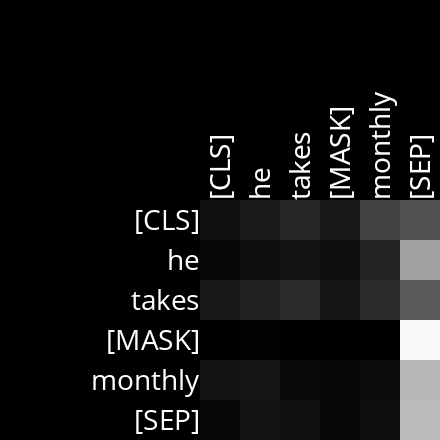 [CLS]
he
takes
[MASK]
monthly
[SEP]
[CLS]
he
takes
[MASK]
monthly
[SEP]